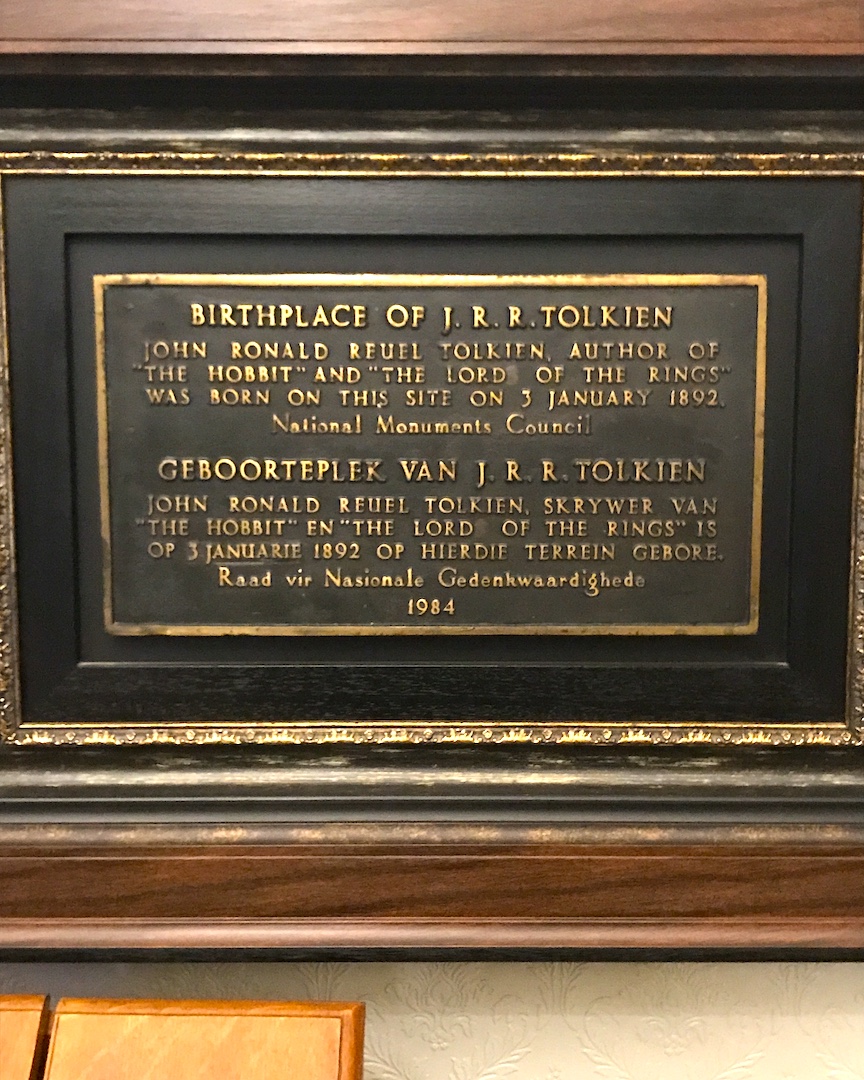 BIRTHPLACE OF J. R. R. TOLKIEN
JOHN RONALD REUEL TOLKIEN, AUTHOR OF
"THE HOBBIT" AND "THE LORD OF THE RINGS"
WAS BORN ON THIS SITE ON 3 JANUARY 1892.
National Monuments Council
GEBOORTEPLEK VAN J. R. R. TOLKIEN
JOHN RONALD REUEL TOLKIEN, SKRYWER VAN
"THE HOBBIT" EN "THE LORD OF THE RINGS" IS
OP 3 JANUARIE 1892 OP HIERDIE TERREIN GEBORE.
Raad vir Nasionale Gedenkwaardighede
1984